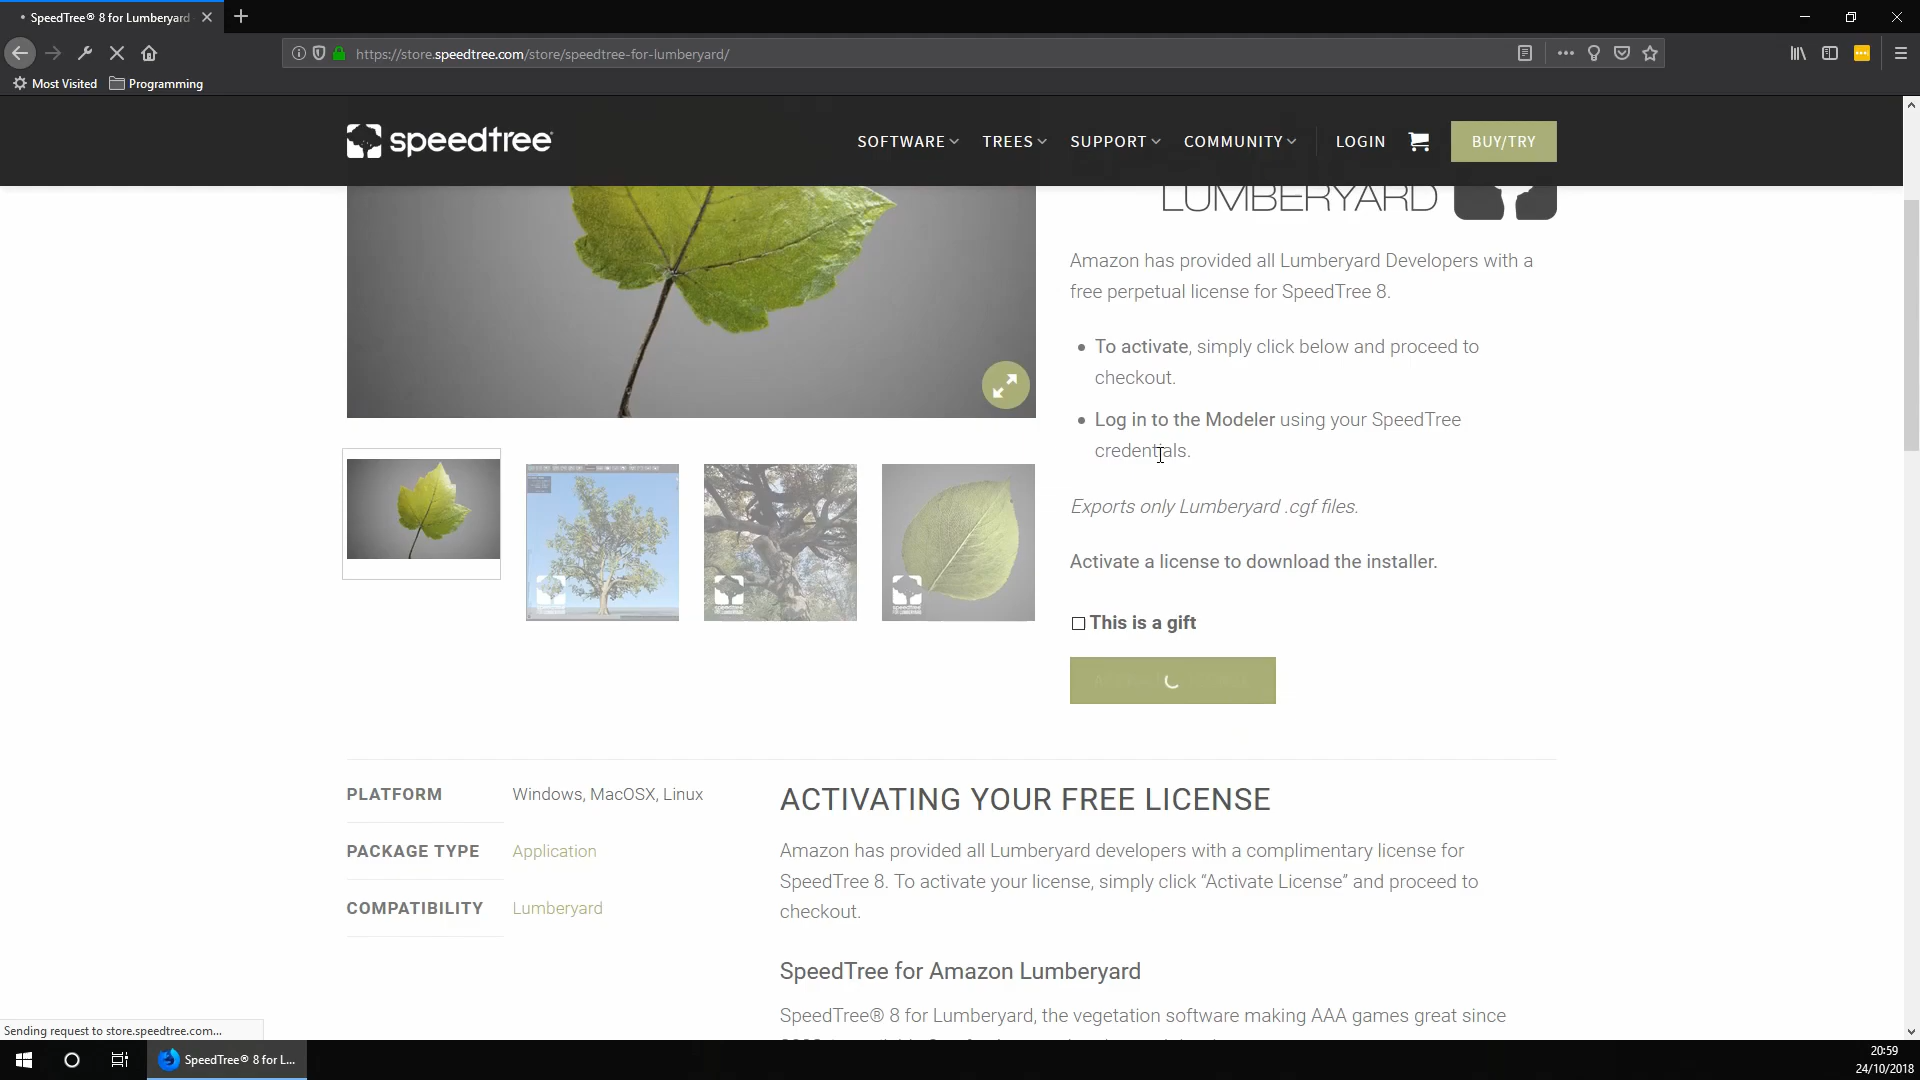 SpeedTree® 8 for Lumberyard
https://store.speedtree.com/store/speedtree-for-lumberyard/
Most Visited
Programming
speedtree
SOFTWARE
TREES
SUPPORT
COMMUNITY
LOGIN
BUY/TRY
LUMBERYARD
Amazon has provided all Lumberyard Developers with a
free perpetual license for SpeedTree 8.
To activate, simply click below and proceed to
checkout.
Log in to the Modeler using your SpeedTree
credentials.
Exports only Lumberyard .cgf files.
Activate a license to download the installer.
This is a gift
PLATFORM
Windows, MacOSX, Linux
PACKAGE TYPE
Application
COMPATIBILITY
Lumberyard
ACTIVATING YOUR FREE LICENSE
Amazon has provided all Lumberyard developers with a complimentary license for
SpeedTree 8. To activate your license, simply click “Activate License” and proceed to
checkout.
SpeedTree for Amazon Lumberyard
SpeedTree® 8 for Lumberyard, the vegetation software making AAA games great since
Sending request to store.speedtree.com...
SpeedTree® 8 for L...
20:59
24/10/2018